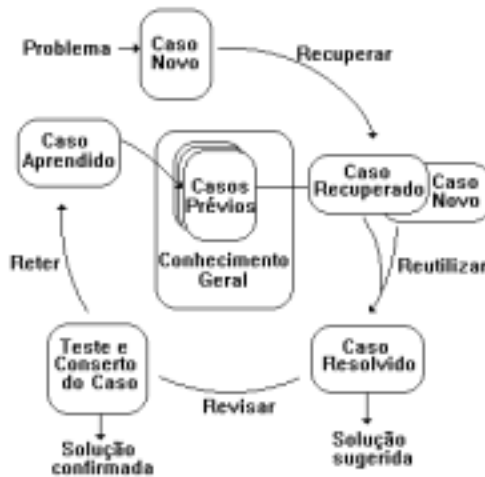 Problema
Caso
Novo
Recuperar
Caso
Aprendido
Casos
Prévios
Caso
Recuperado
Caso
Novo
Conhecimento
Geral
Reter
Reutilizar
Teste e
Conserto
do Caso
Caso
Resolvido
Revisar
Solução
confirmada
Solução
sugerida